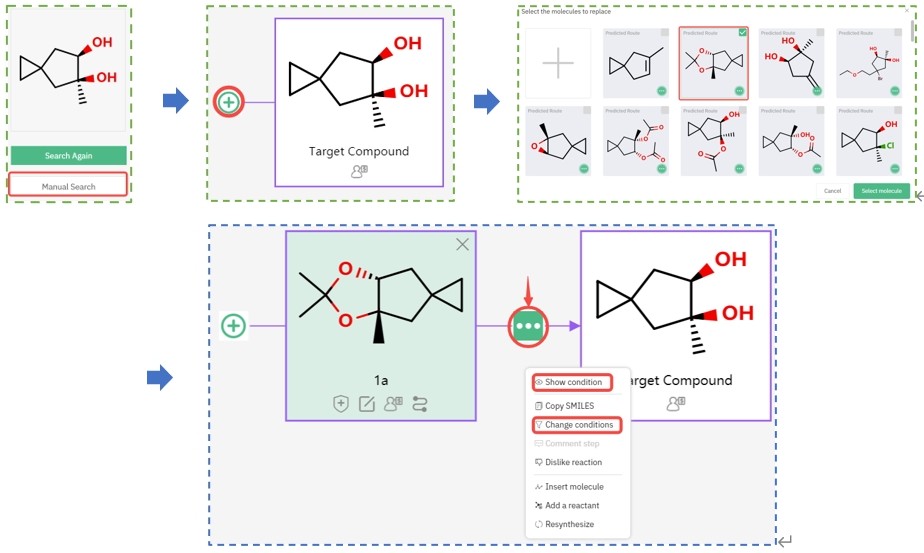 OH
OH
Search Again
Manual Search
OH
OH
Target Compound
Select the molecules to replace
Predicted Route
Predicted Route
Predicted Route
Predicted Route
HO
HO
HO
OH
Predicted Route
Predicted Route
Predicted Route
Predicted Route
Predicted Route
OH
OH
OH
Cl
Cancel
Select molecule
O
O
1a
OH
OH
Target Compound
Show condition
Copy SMILES
Change conditions
Comment step
Dislike reaction
Insert molecule
Add a reactant
Resynthesize